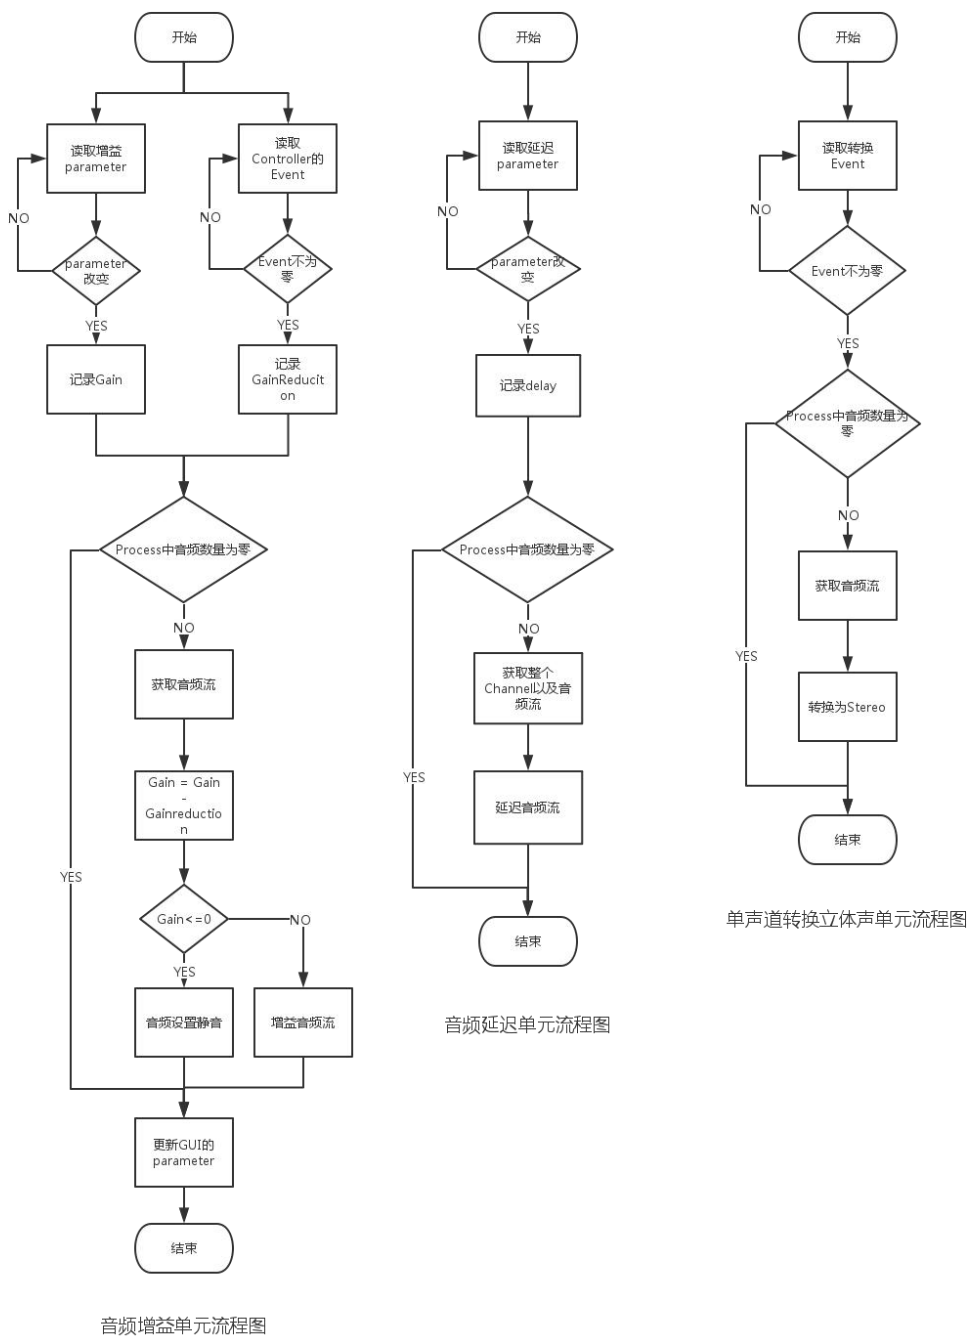 开始
读取增益
parameter
读取
Controller的
Event
NO
NO
parameter
改变
Event不为
零
YES
YES
记录Gain
记录
GainReducit
on
Process中音频数量为零
NO
获取音频流
Gain = Gain
-
Gainreductio
n
YES
Gain<=0
NO
YES
音频设置静音
增益音频流
更新GUI的
parameter
结束
音频增益单元流程图
开始
读取延迟
parameter
NO
parameter改
变
YES
记录delay
Process中音频数量为零
NO
获取整个
Channel以及音
频流
YES
延迟音频流
结束
音频延迟单元流程图
开始
读取转换
Event
NO
Event不为零
YES
Process中音频数量为
零
NO
获取音频流
YES
转换为Stereo
结束
单声道转换立体声单元流程图